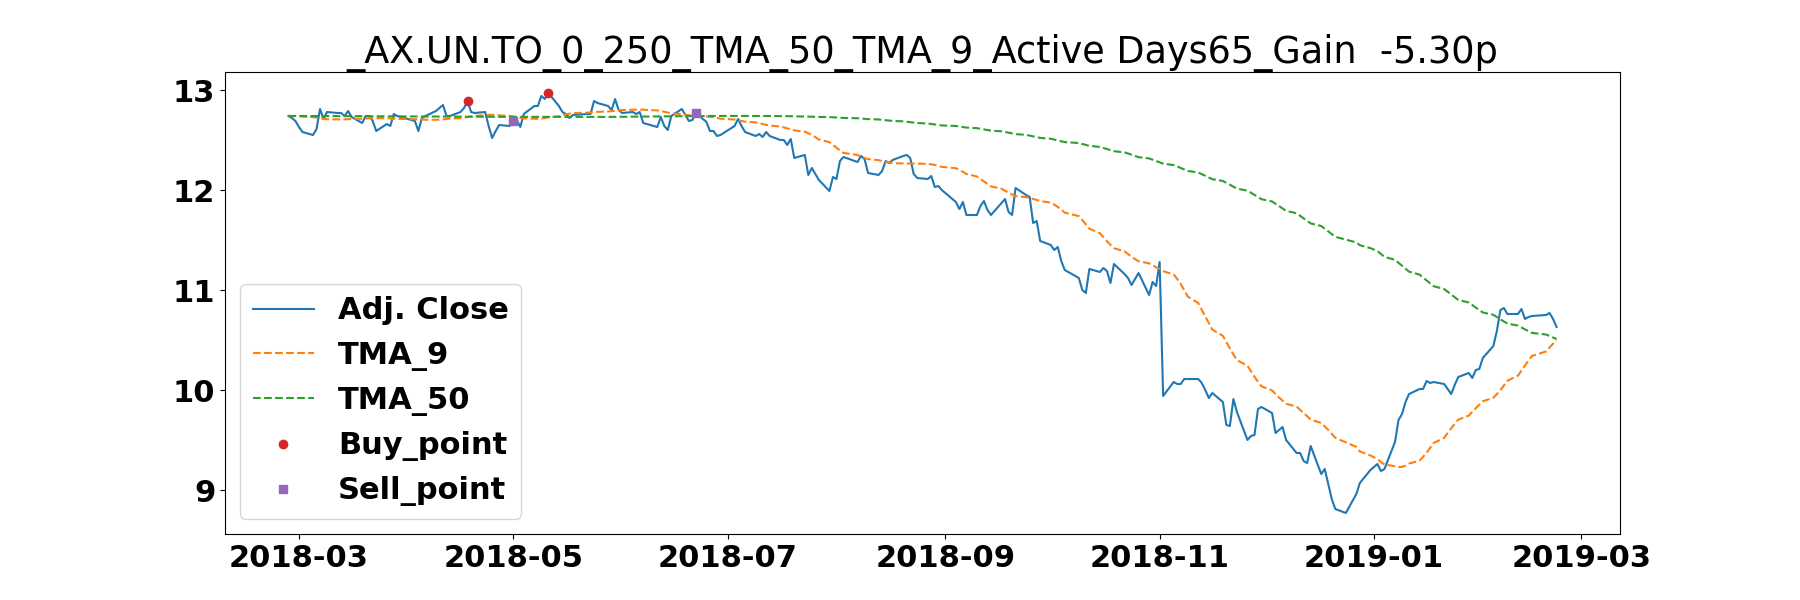 _AX.UN.TO_0_250_TMA_50_TMA_9_Active Days65_Gain  -5.30p
13
12
11
10
9
Adj. Close
TMA_9
TMA_50
Buy_point
Sell_point
2018-03 2018-05 2018-07 2018-09 2018-11 2019-01 2019-03